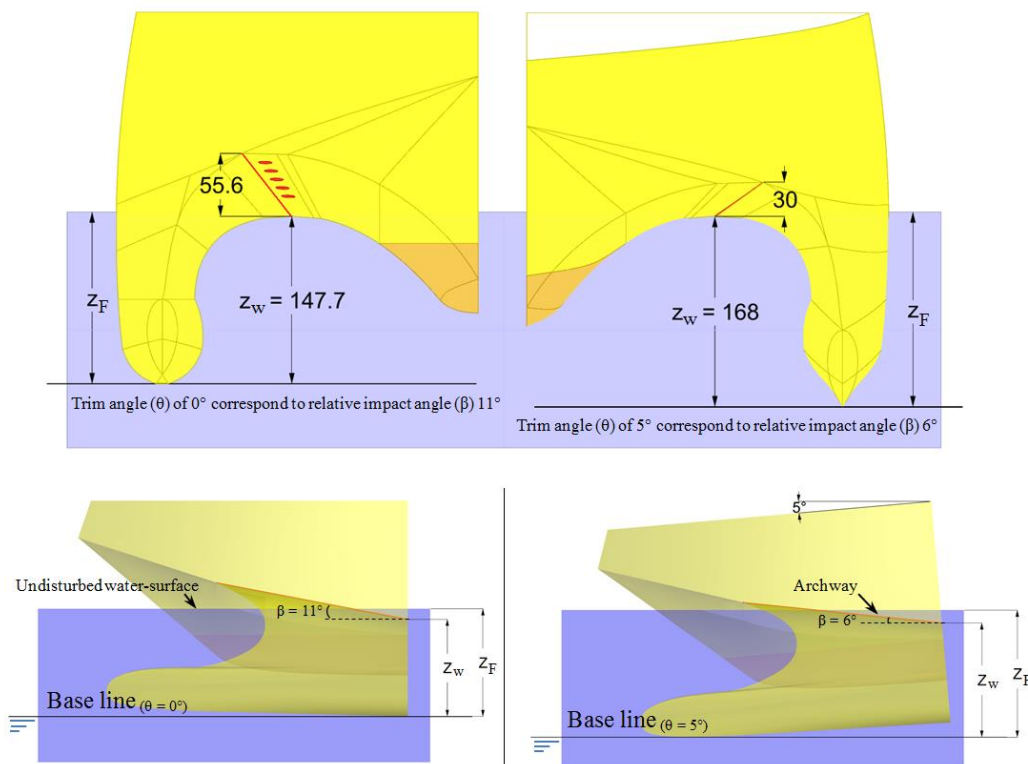 55.6
30
z_F
z_w = 147.7
z_w = 168
z_F
Trim angle (θ) of 0° correspond to relative impact angle (β) 11°
Trim angle (θ) of 5° correspond to relative impact angle (β) 6°
5°
Undisturbed water-surface
Archway
β = 11°
β = 6°
z_w
z_F
z_w
z_F
Base line (θ = 0°)
Base line (θ = 5°)